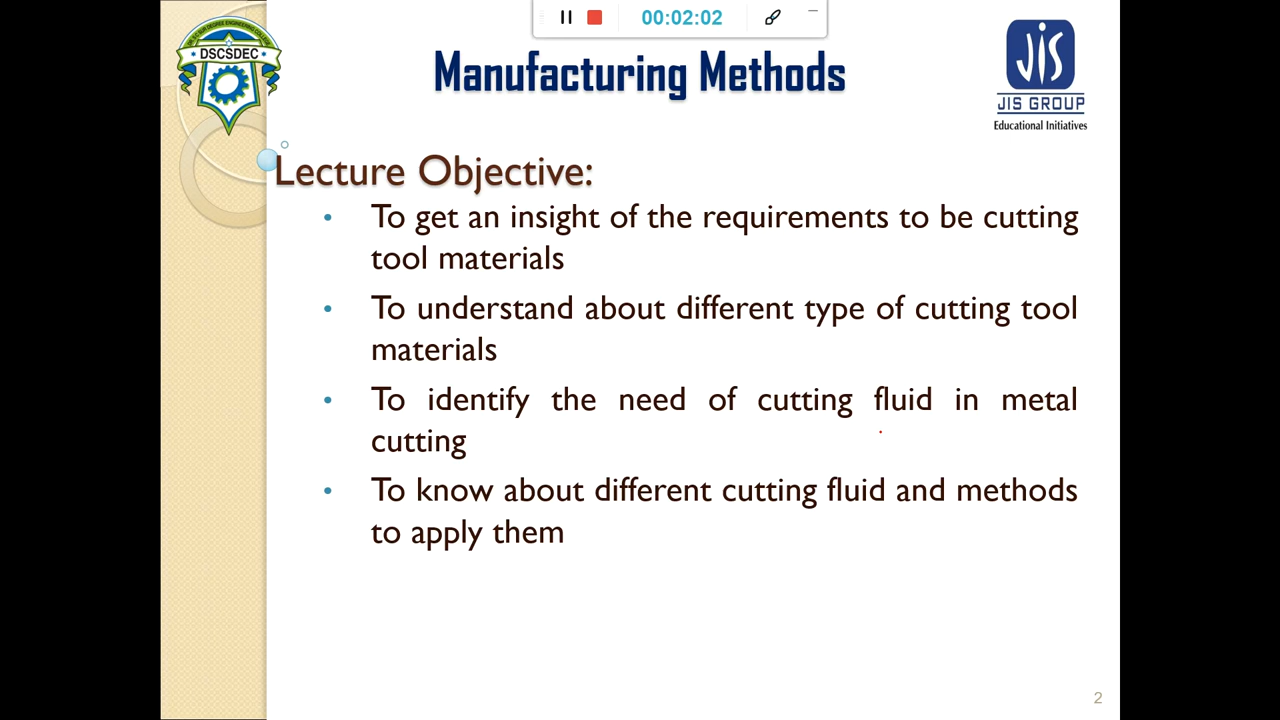 00:02:02
DSCSDEC
Manufacturing Methods
JIS
JIS GROUP
Educational Initiatives
Lecture Objective:
• To get an insight of the requirements to be cutting
tool materials
• To understand about different type of cutting tool
materials
• To identify the need of cutting fluid in metal
cutting
• To know about different cutting fluid and methods
to apply them
2